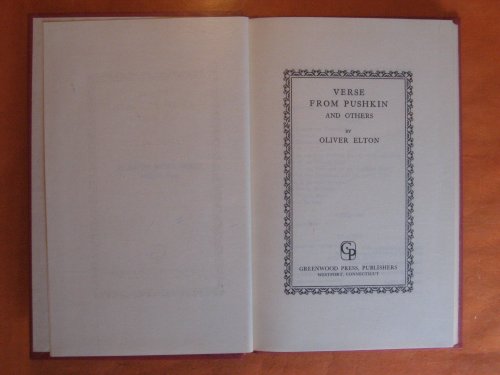 VERSE
FROM PUSHKIN
AND OTHERS
BY
OLIVER ELTON
GP
GREENWOOD PRESS, PUBLISHERS
WESTPORT, CONNECTICUT